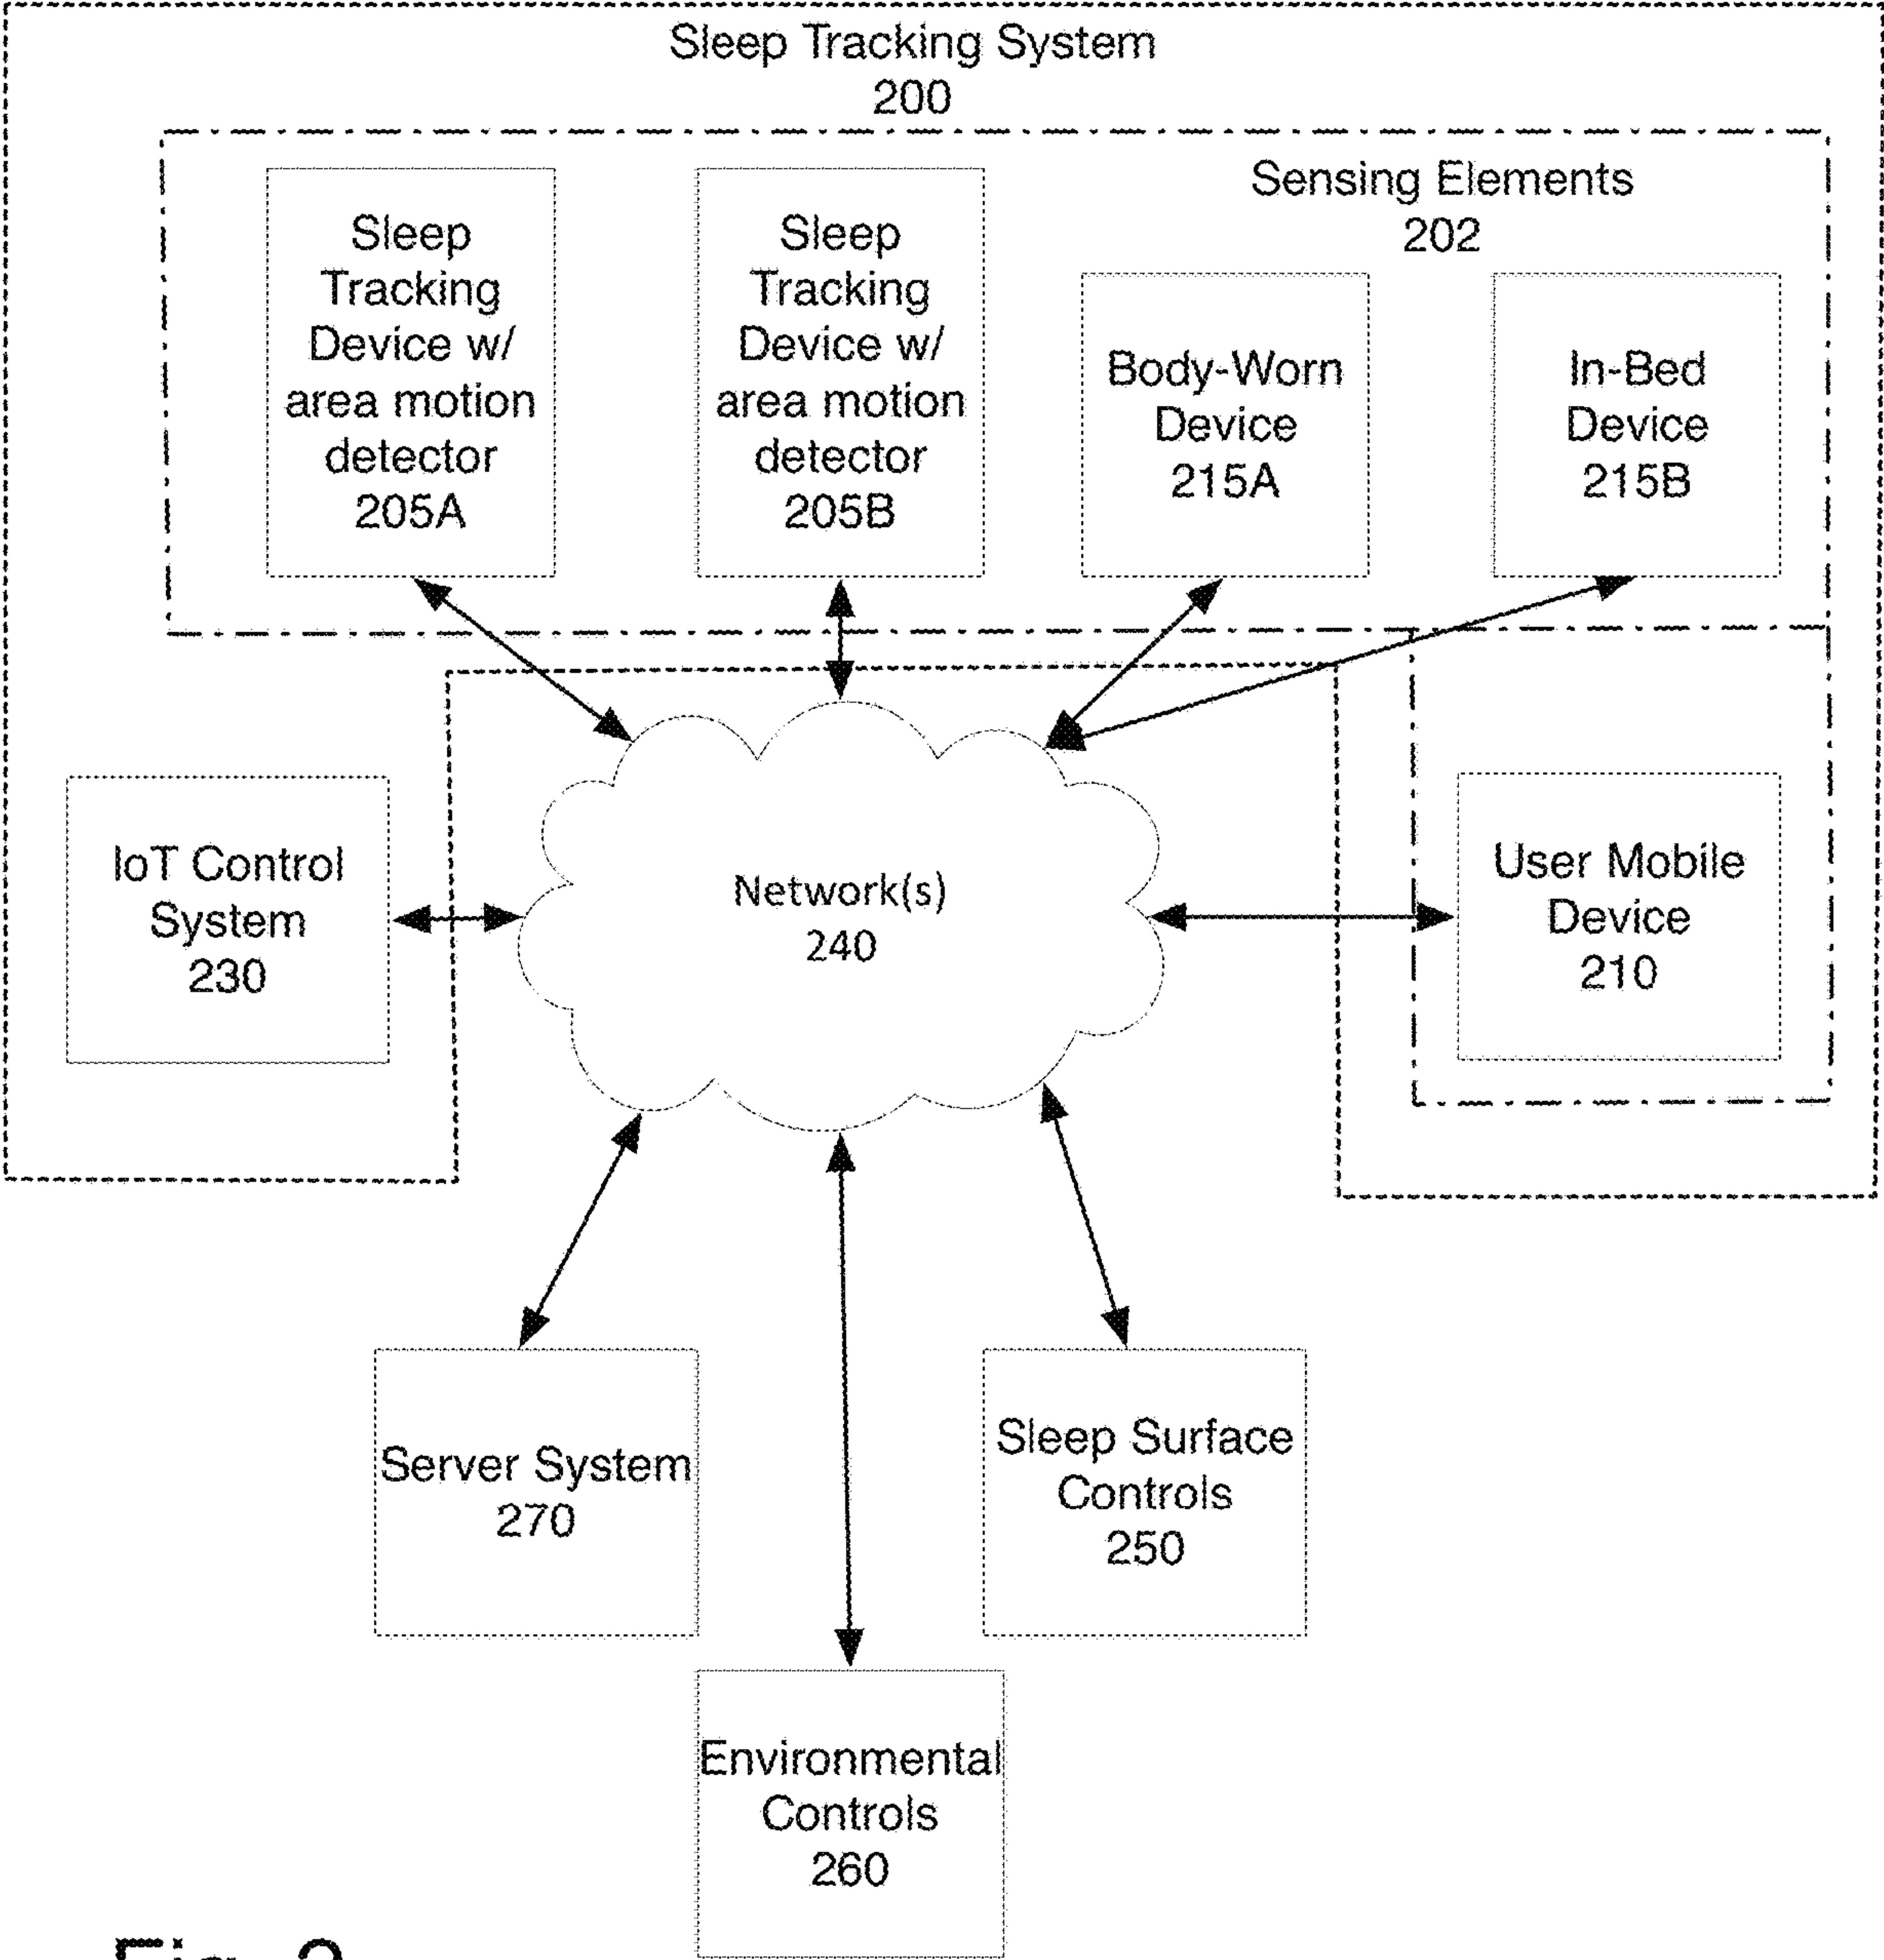 Sleep Tracking System
200
Sensing Elements
202
Sleep
Tracking
Device w/
area motion
detector
205A
Sleep
Tracking
Device w/
area motion
detector
205B
Body-Worn
Device
215A
In-Bed
Device
215B
IoT Control
System
230
Network(s)
240
User Mobile
Device
210
Server System
270
Sleep Surface
Controls
250
Environmental
Controls
260
Fig. 2